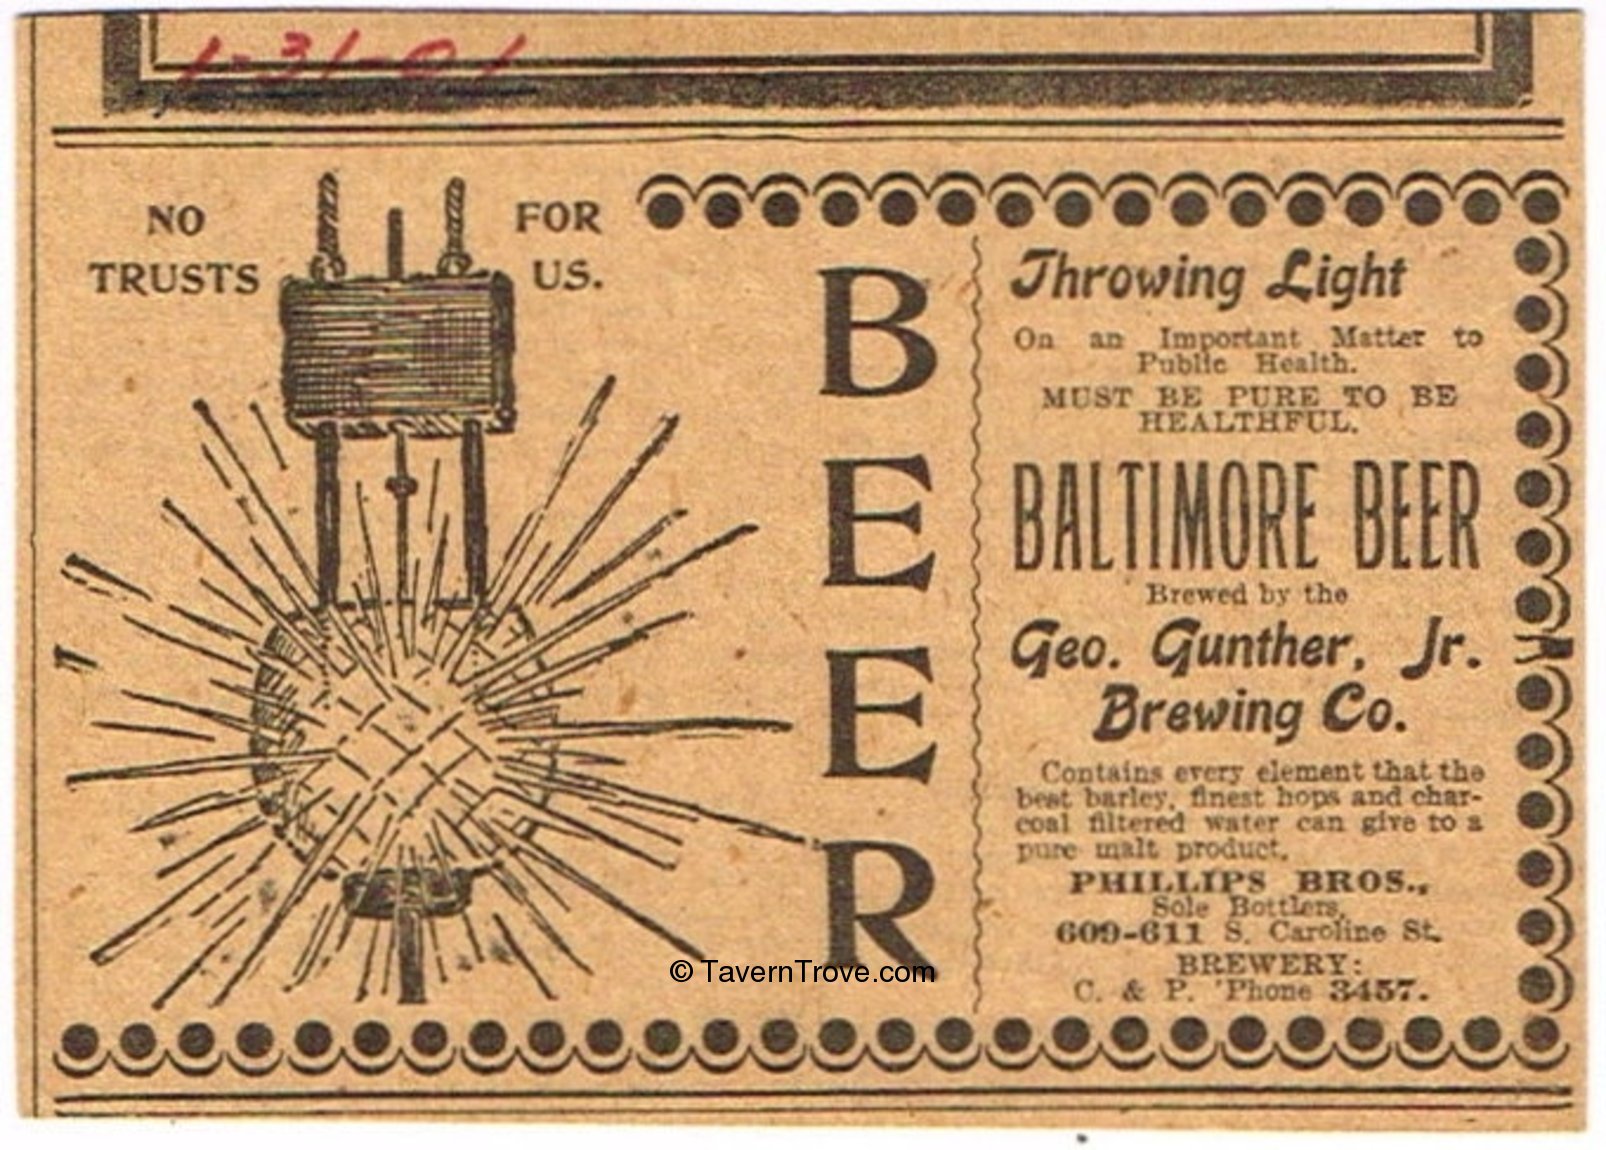 1-31-01
NO
TRUSTS
FOR
US.
BEER
Throwing Light
On an Important Matter to
Public Health.
MUST BE PURE TO BE
HEALTHFUL.
BALTIMORE BEER
Brewed by the
Geo. Gunther, Jr.
Brewing Co.
Contains every element that the
best barley, finest hops and char-
coal filtered water can give to a
pure malt product.
PHILLIPS BROS.,
Sole Bottlers,
609-611 S. Caroline St.
BREWERY:
C. & P. 'Phone 3457.
© TavernTrove.com